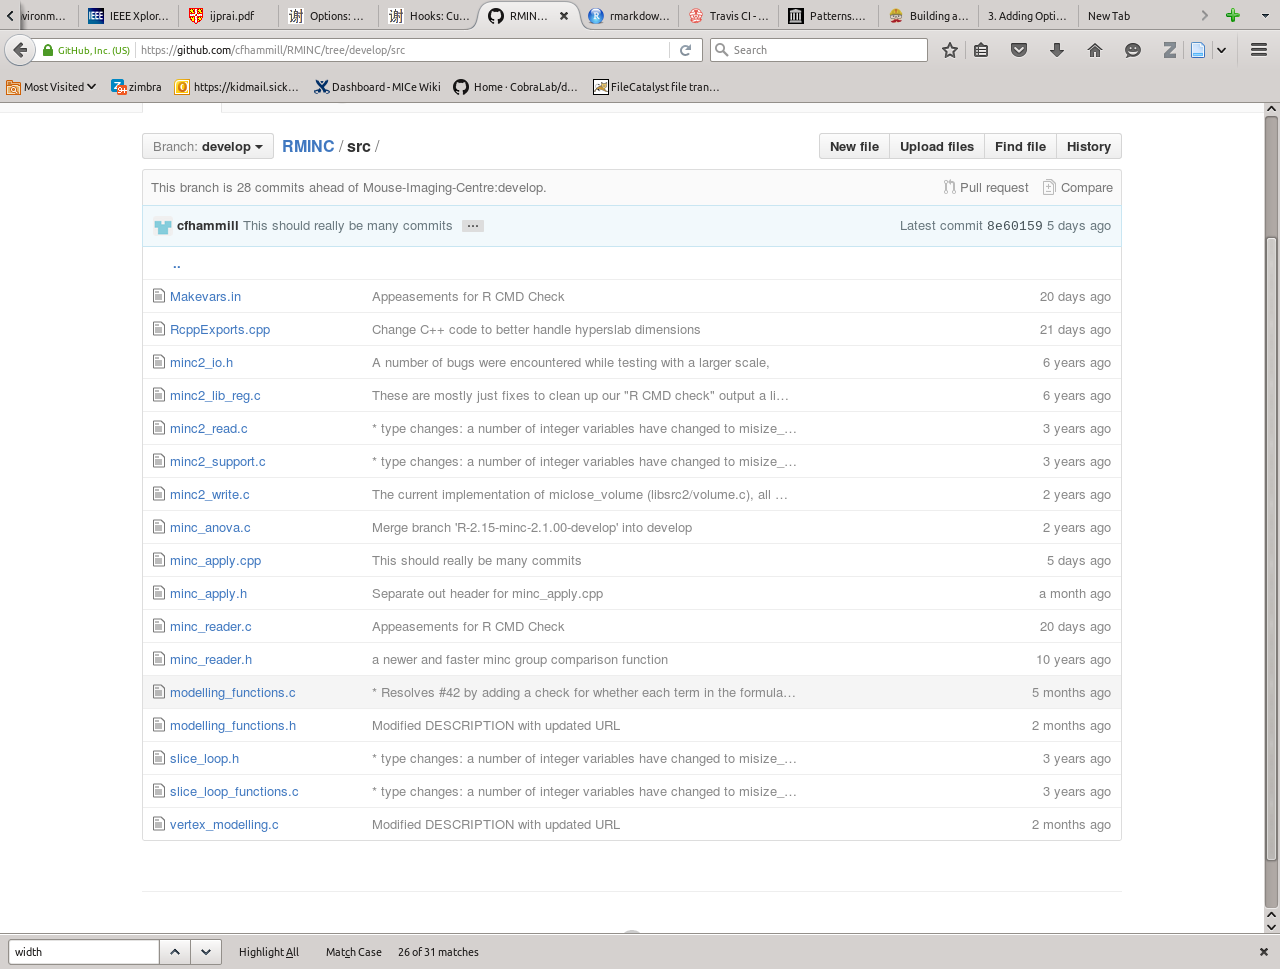 vironm... IEEE Xplor... ijprai.pdf Options: ... Hooks: Cu... RMIN... rmarkdow... Travis CI - ... Patterns.... Building a... 3. Adding Opti... New Tab
GitHub, Inc. (US) https://github.com/cfhammill/RMINC/tree/develop/src Search
Most Visited zimbra https://kidmail.sick... Dashboard - MICe Wiki Home · CobraLab/d... FileCatalyst file tran...
Branch: develop RMINC / src / New file Upload files Find file History
This branch is 28 commits ahead of Mouse-Imaging-Centre:develop. Pull request Compare
cfhammill This should really be many commits ... Latest commit 8e60159 5 days ago
..
Makevars.in Appeasements for R CMD Check 20 days ago
RcppExports.cpp Change C++ code to better handle hyperslab dimensions 21 days ago
minc2_io.h A number of bugs were encountered while testing with a larger scale, 6 years ago
minc2_lib_reg.c These are mostly just fixes to clean up our "R CMD check" output a li... 6 years ago
minc2_read.c * type changes: a number of integer variables have changed to misize_... 3 years ago
minc2_support.c * type changes: a number of integer variables have changed to misize_... 3 years ago
minc2_write.c The current implementation of miclose_volume (libsrc2/volume.c), all ... 2 years ago
minc_anova.c Merge branch 'R-2.15-minc-2.1.00-develop' into develop 2 years ago
minc_apply.cpp This should really be many commits 5 days ago
minc_apply.h Separate out header for minc_apply.cpp a month ago
minc_reader.c Appeasements for R CMD Check 20 days ago
minc_reader.h a newer and faster minc group comparison function 10 years ago
modelling_functions.c * Resolves #42 by adding a check for whether each term in the formula... 5 months ago
modelling_functions.h Modified DESCRIPTION with updated URL 2 months ago
slice_loop.h * type changes: a number of integer variables have changed to misize_... 3 years ago
slice_loop_functions.c * type changes: a number of integer variables have changed to misize_... 3 years ago
vertex_modelling.c Modified DESCRIPTION with updated URL 2 months ago
width Highlight All Match Case 26 of 31 matches